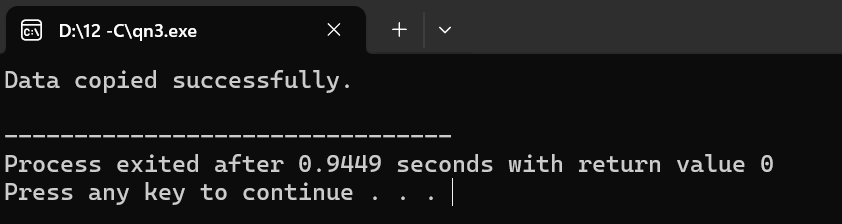 D:\12 -C\qn3.exe
Data copied successfully.
--------------------------------
Process exited after 0.9449 seconds with return value 0
Press any key to continue . . .